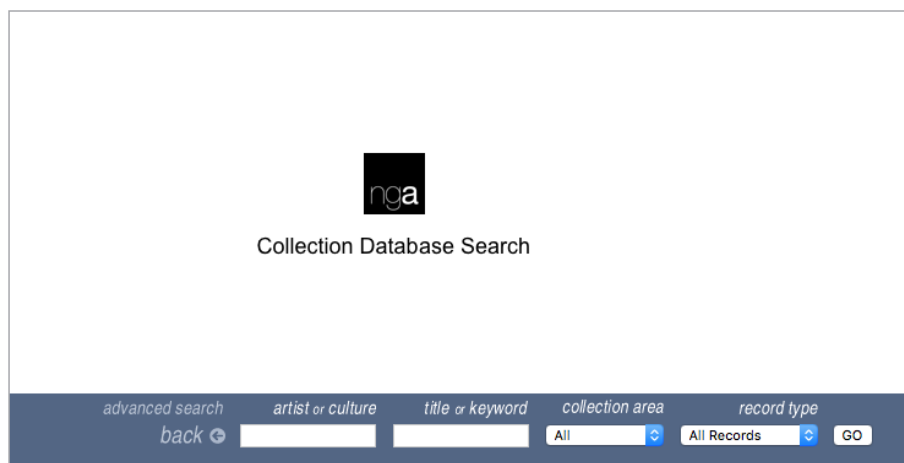 nga
Collection Database Search
advanced search artist or culture title or keyword collection area record type
back All All Records GO